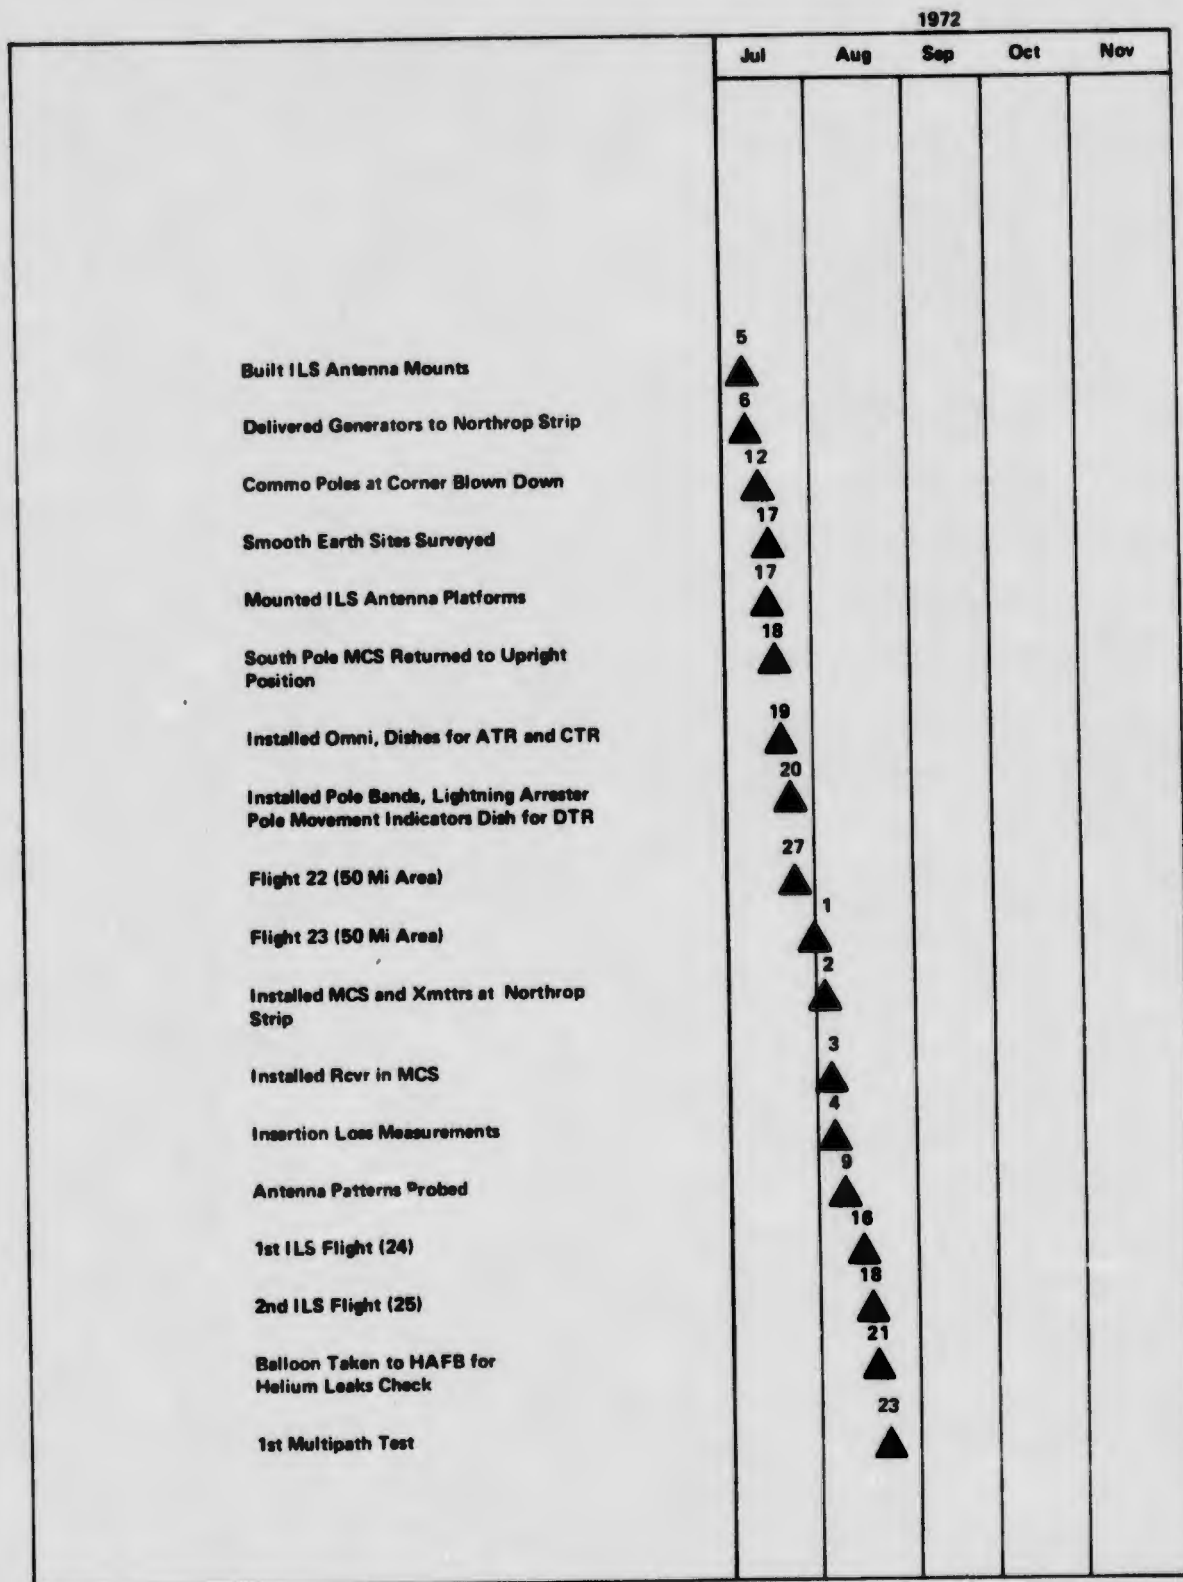 1972
Jul Aug Sep Oct Nov
5
Built ILS Antenna Mounts
6
Delivered Generators to Northrop Strip
12
Commo Poles at Corner Blown Down
17
Smooth Earth Sites Surveyed
17
Mounted ILS Antenna Platforms
18
South Pole MCS Returned to Upright
Position
19
Installed Omni, Dishes for ATR and CTR
20
Installed Pole Bands, Lightning Arrester
Pole Movement Indicators Dish for DTR
27
Flight 22 (50 Mi Area)
1
Flight 23 (50 Mi Area)
2
Installed MCS and Xmttrs at Northrop
Strip
3
Installed Rcvr in MCS
4
Insertion Loss Measurements
9
Antenna Patterns Probed
16
1st ILS Flight (24)
18
2nd ILS Flight (25)
21
Balloon Taken to HAFB for
Helium Leaks Check
23
1st Multipath Test